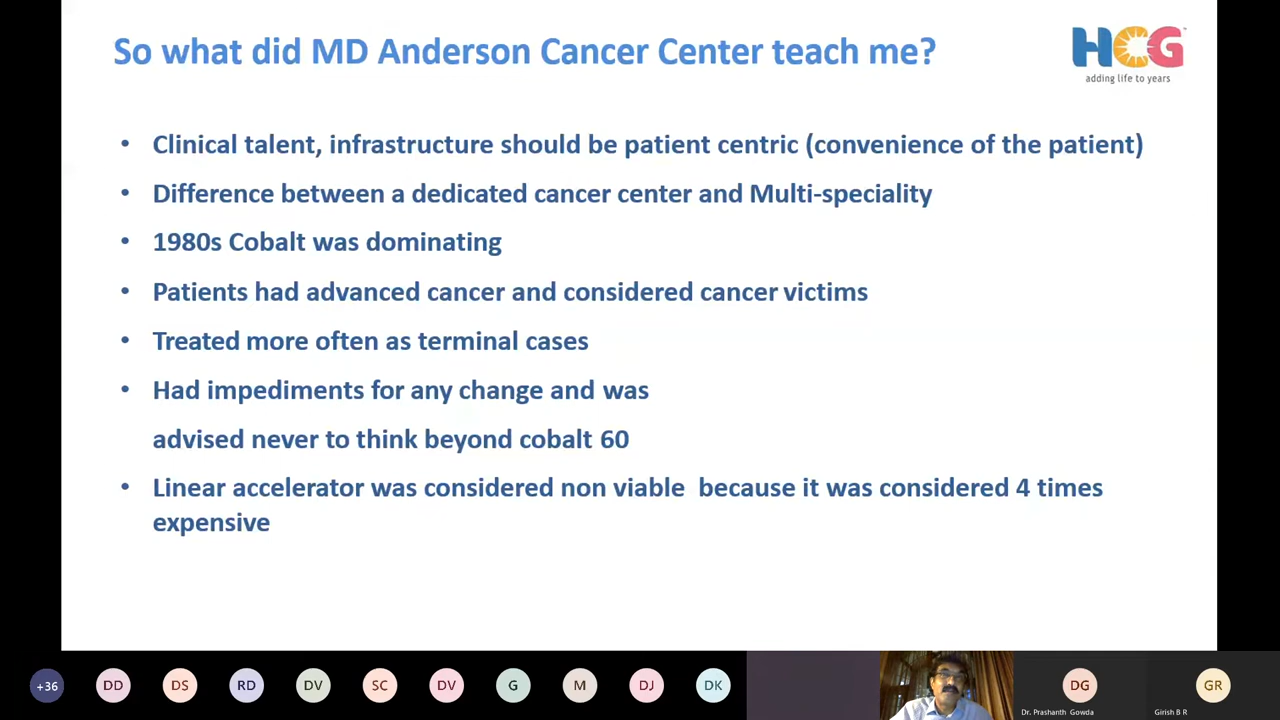 So what did MD Anderson Cancer Center teach me?
HCG
adding life to years
• Clinical talent, infrastructure should be patient centric (convenience of the patient)
• Difference between a dedicated cancer center and Multi-speciality
• 1980s Cobalt was dominating
• Patients had advanced cancer and considered cancer victims
• Treated more often as terminal cases
• Had impediments for any change and was
advised never to think beyond cobalt 60
• Linear accelerator was considered non viable because it was considered 4 times
expensive
+36 DD DS RD DV SC DV G M DJ DK DG GR
Dr. Prashanth Gowda Girish B R